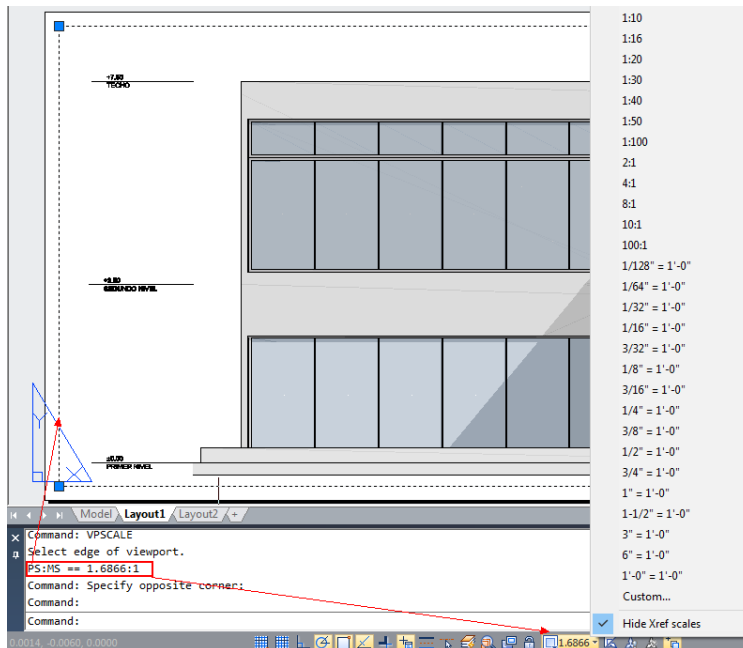 +7.50
TECHO
SEGUNDO NIVEL
±0.00
PRIMER NIVEL
Y
X
Model
Layout1
Layout2
+
Command: VPSCALE
Select edge of viewport.
PS:MS == 1.6866:1
Command: Specify opposite corner:
Command:
Command:
0.0014, -0.0060, 0.0000
1.6866
1:10
1:16
1:20
1:30
1:40
1:50
1:100
2:1
4:1
8:1
10:1
100:1
1/128" = 1'-0"
1/64" = 1'-0"
1/32" = 1'-0"
1/16" = 1'-0"
3/32" = 1'-0"
1/8" = 1'-0"
3/16" = 1'-0"
1/4" = 1'-0"
3/8" = 1'-0"
1/2" = 1'-0"
3/4" = 1'-0"
1" = 1'-0"
1-1/2" = 1'-0"
3" = 1'-0"
6" = 1'-0"
1'-0" = 1'-0"
Custom...
Hide Xref scales